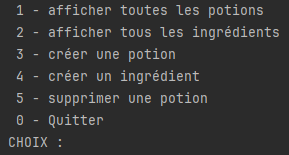 1 - afficher toutes les potions
2 - afficher tous les ingrédients
3 - créer une potion
4 - créer un ingrédient
5 - supprimer une potion
0 - Quitter
CHOIX :